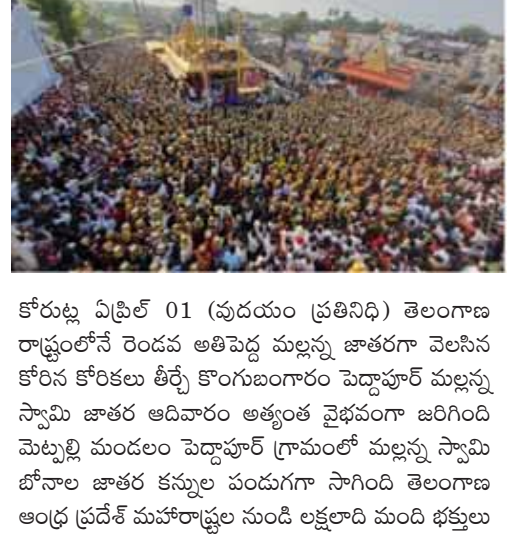 కోరుట్ల ఏప్రిల్ 01 (వుదయం ప్రతినిధి) తెలంగాణ
రాష్ట్రంలోనే రెండవ అతిపెద్ద మల్లన్న జాతరగా వెలసిన
కోరిన కోరికలు తీర్చే కొంగుబంగారం పెద్దాపూర్ మల్లన్న
స్వామి జాతర ఆదివారం అత్యంత వైభవంగా జరిగింది
మెట్పల్లి మండలం పెద్దాపూర్ గ్రామంలో మల్లన్న స్వామి
బోనాల జాతర కన్నుల పండుగగా సాగింది తెలంగాణ
ఆంధ్ర ప్రదేశ్ మహారాష్ట్రల నుండి లక్షలాది మంది భక్తులు